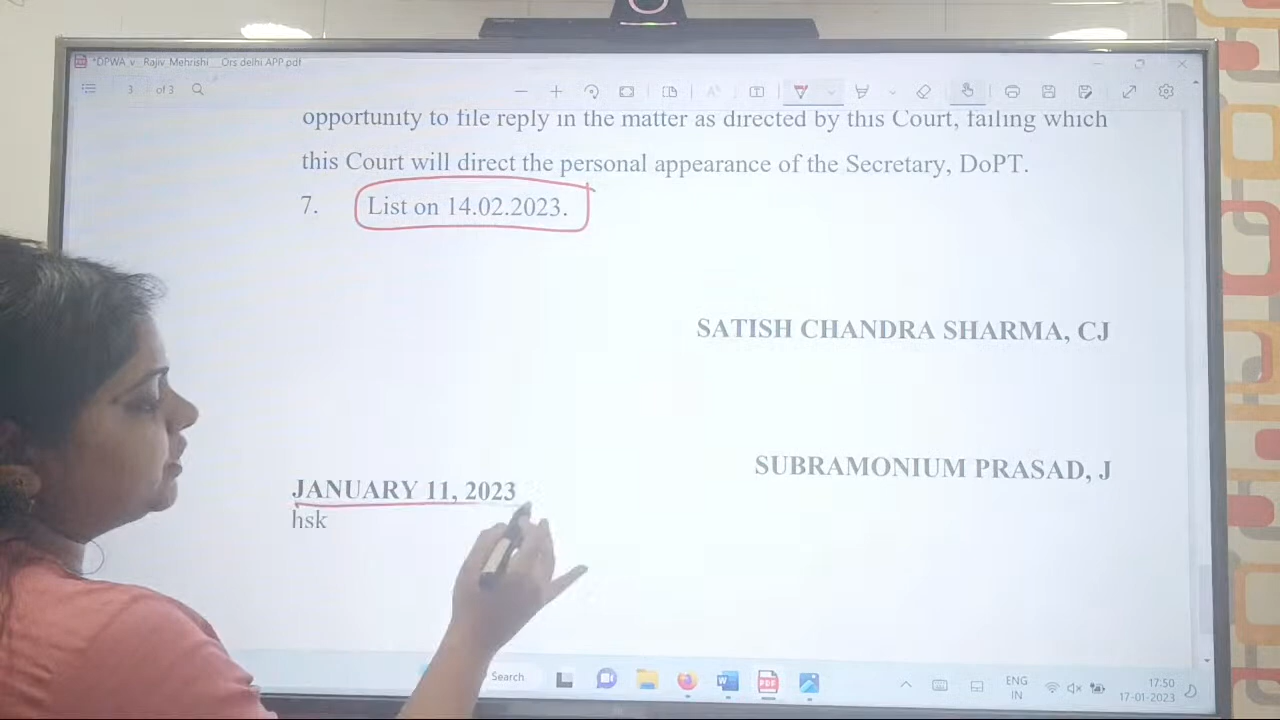 *DPWA v_ Rajiv Mehrishi__ Ors delhi APP.pdf
3 of 3
opportunity to file reply in the matter as directed by this Court, failing which
this Court will direct the personal appearance of the Secretary, DoPT.
7. List on 14.02.2023.
SATISH CHANDRA SHARMA, CJ
SUBRAMONIUM PRASAD, J
JANUARY 11, 2023
hsk
Search
ENG
IN
17:50
17-01-2023